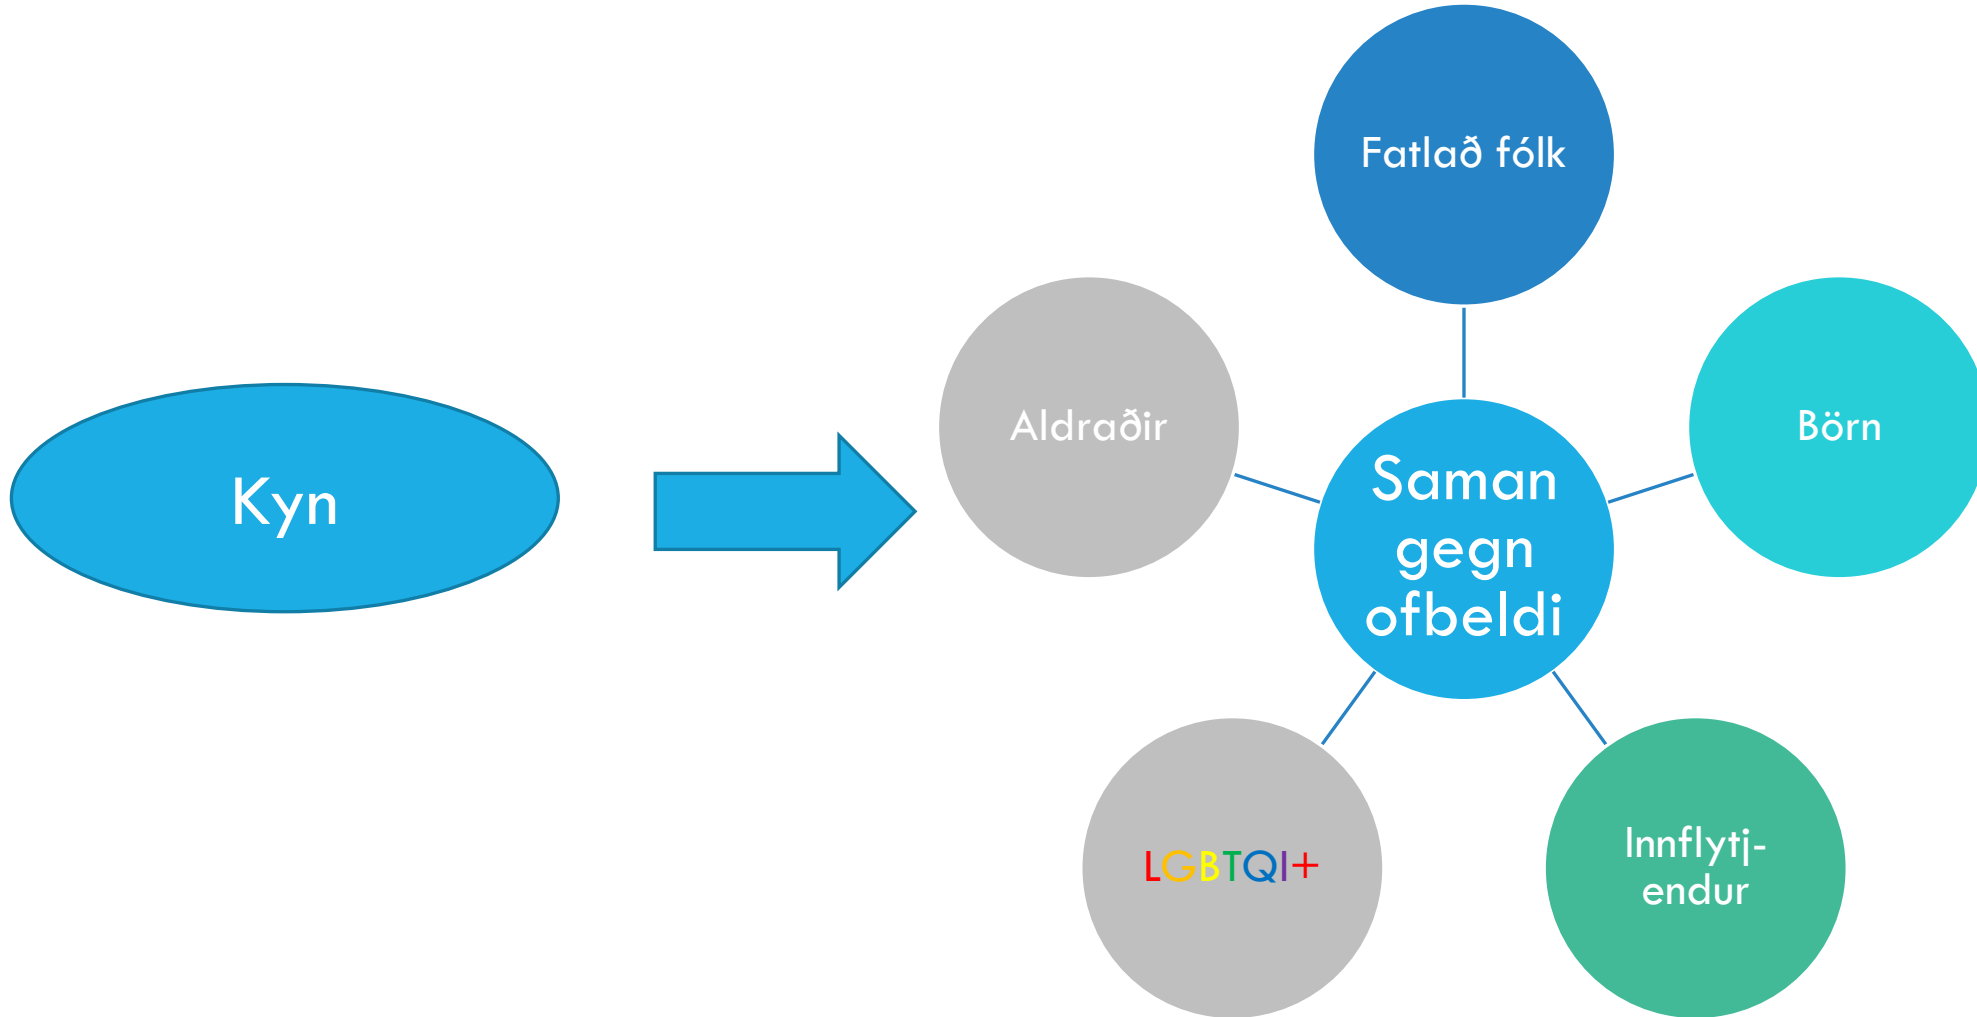 Kyn
Fatlað fólk
Aldraðir
Börn
Saman
gegn
ofbeldi
LGBTQI+
Innflytj-
endur